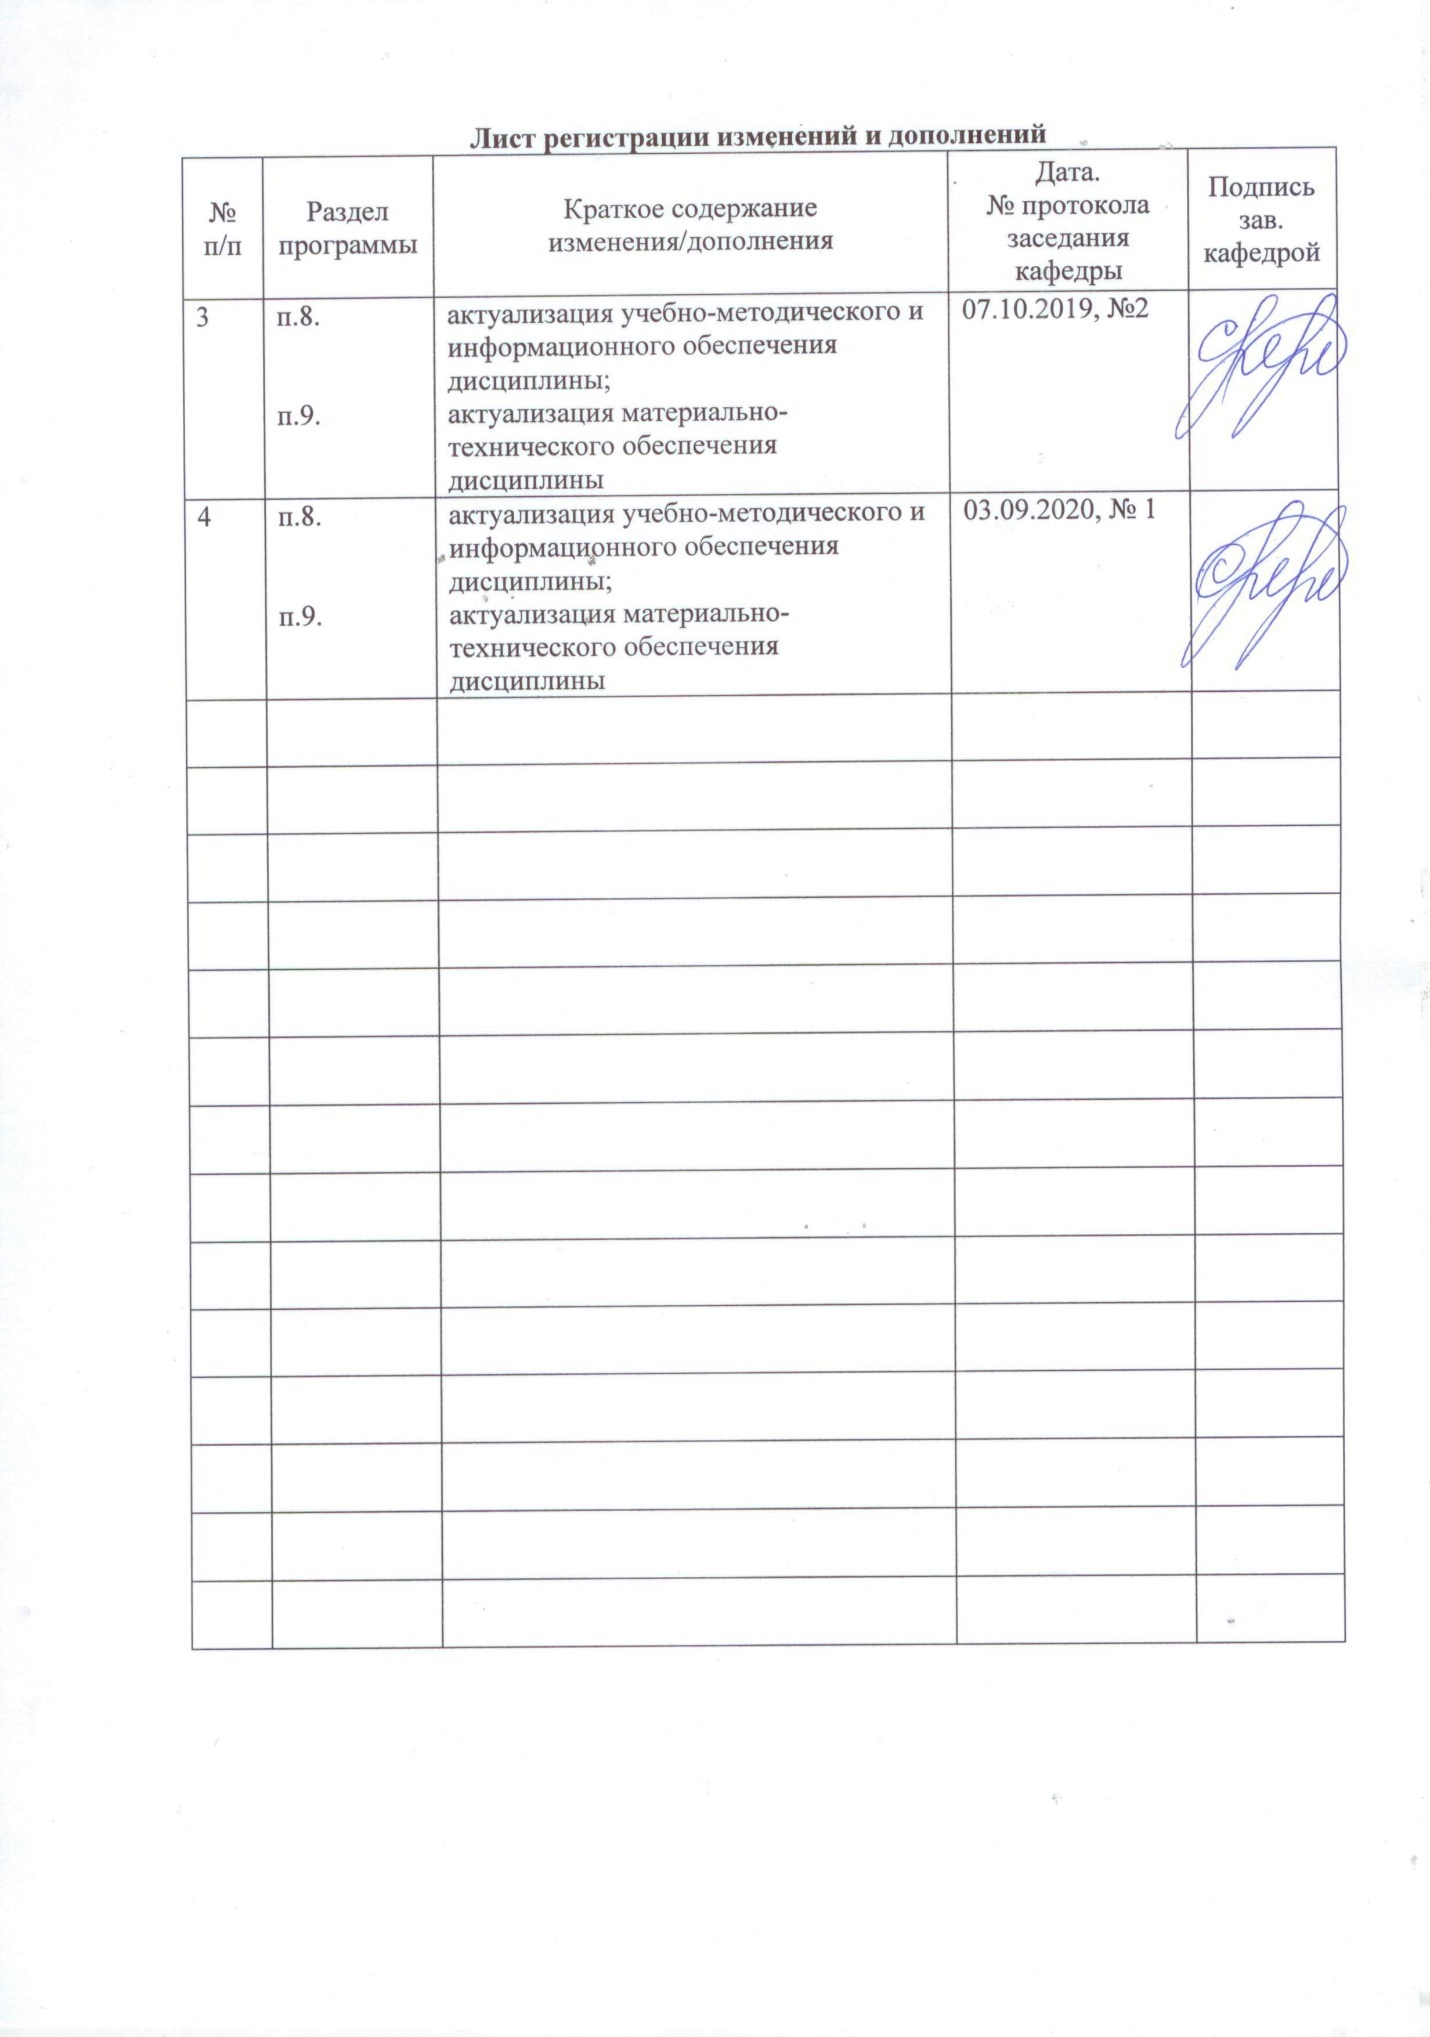 Лист регистрации изменений и дополнений
№
п/п
Раздел
программы
Краткое содержание
изменения/дополнения
Дата.
№ протокола
заседания
кафедры
Подпись
зав.
кафедрой
3
п.8.
п.9.
актуализация учебно-методического и
информационного обеспечения
дисциплины;
актуализация материально-
технического обеспечения
дисциплины
07.10.2019, №2
4
п.8.
п.9.
актуализация учебно-методического и
информационного обеспечения
дисциплины;
актуализация материально-
технического обеспечения
дисциплины
03.09.2020, № 1